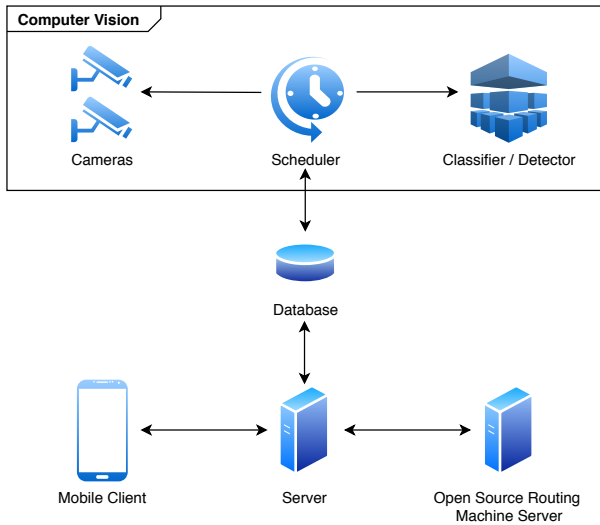 Computer Vision
Cameras
Scheduler
Classifier / Detector
Database
Mobile Client
Server
Open Source Routing
Machine Server